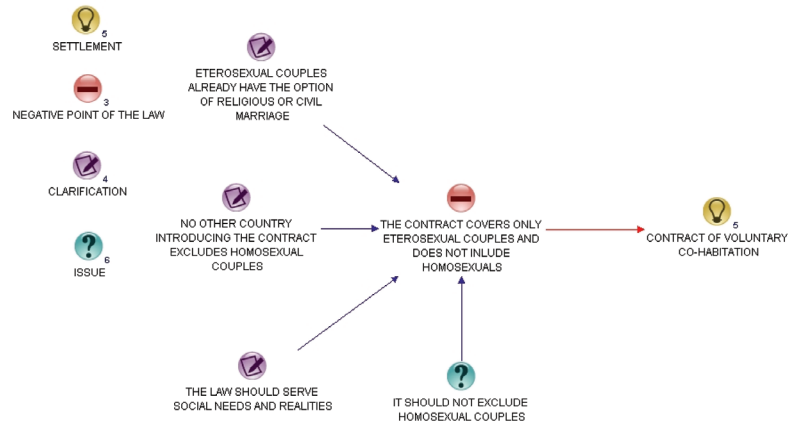 5
SETTLEMENT
3
NEGATIVE POINT OF THE LAW
4
CLARIFICATION
?
6
ISSUE
ETEROSEXUAL COUPLES
ALREADY HAVE THE OPTION
OF RELIGIOUS OR CIVIL
MARRIAGE
NO OTHER COUNTRY
INTRODUCING THE CONTRACT
EXCLUDES HOMOSEXUAL
COUPLES
THE LAW SHOULD SERVE
SOCIAL NEEDS AND REALITIES
THE CONTRACT COVERS ONLY
ETEROSEXUAL COUPLES AND
DOES NOT INLUDE
HOMOSEXUALS
?
IT SHOULD NOT EXCLUDE
HOMOSEXUAL COUPLES
5
CONTRACT OF VOLUNTARY
CO-HABITATION